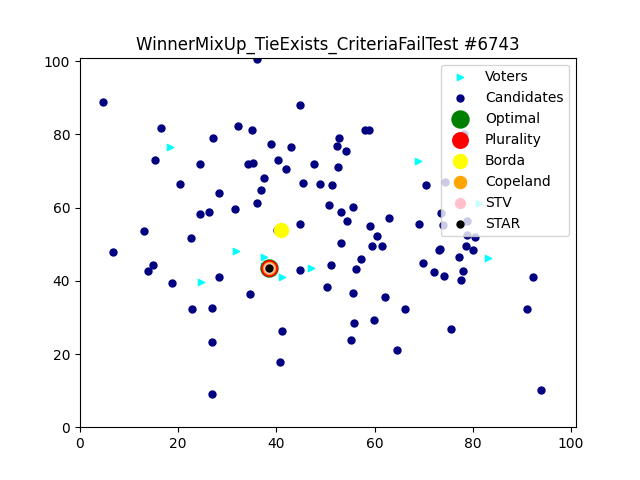 WinnerMixUp_TieExists_CriteriaFailTest #6743
100
80
60
40
20
0
0
20
40
60
80
100
Voters
Candidates
Optimal
Plurality
Borda
Copeland
STV
STAR